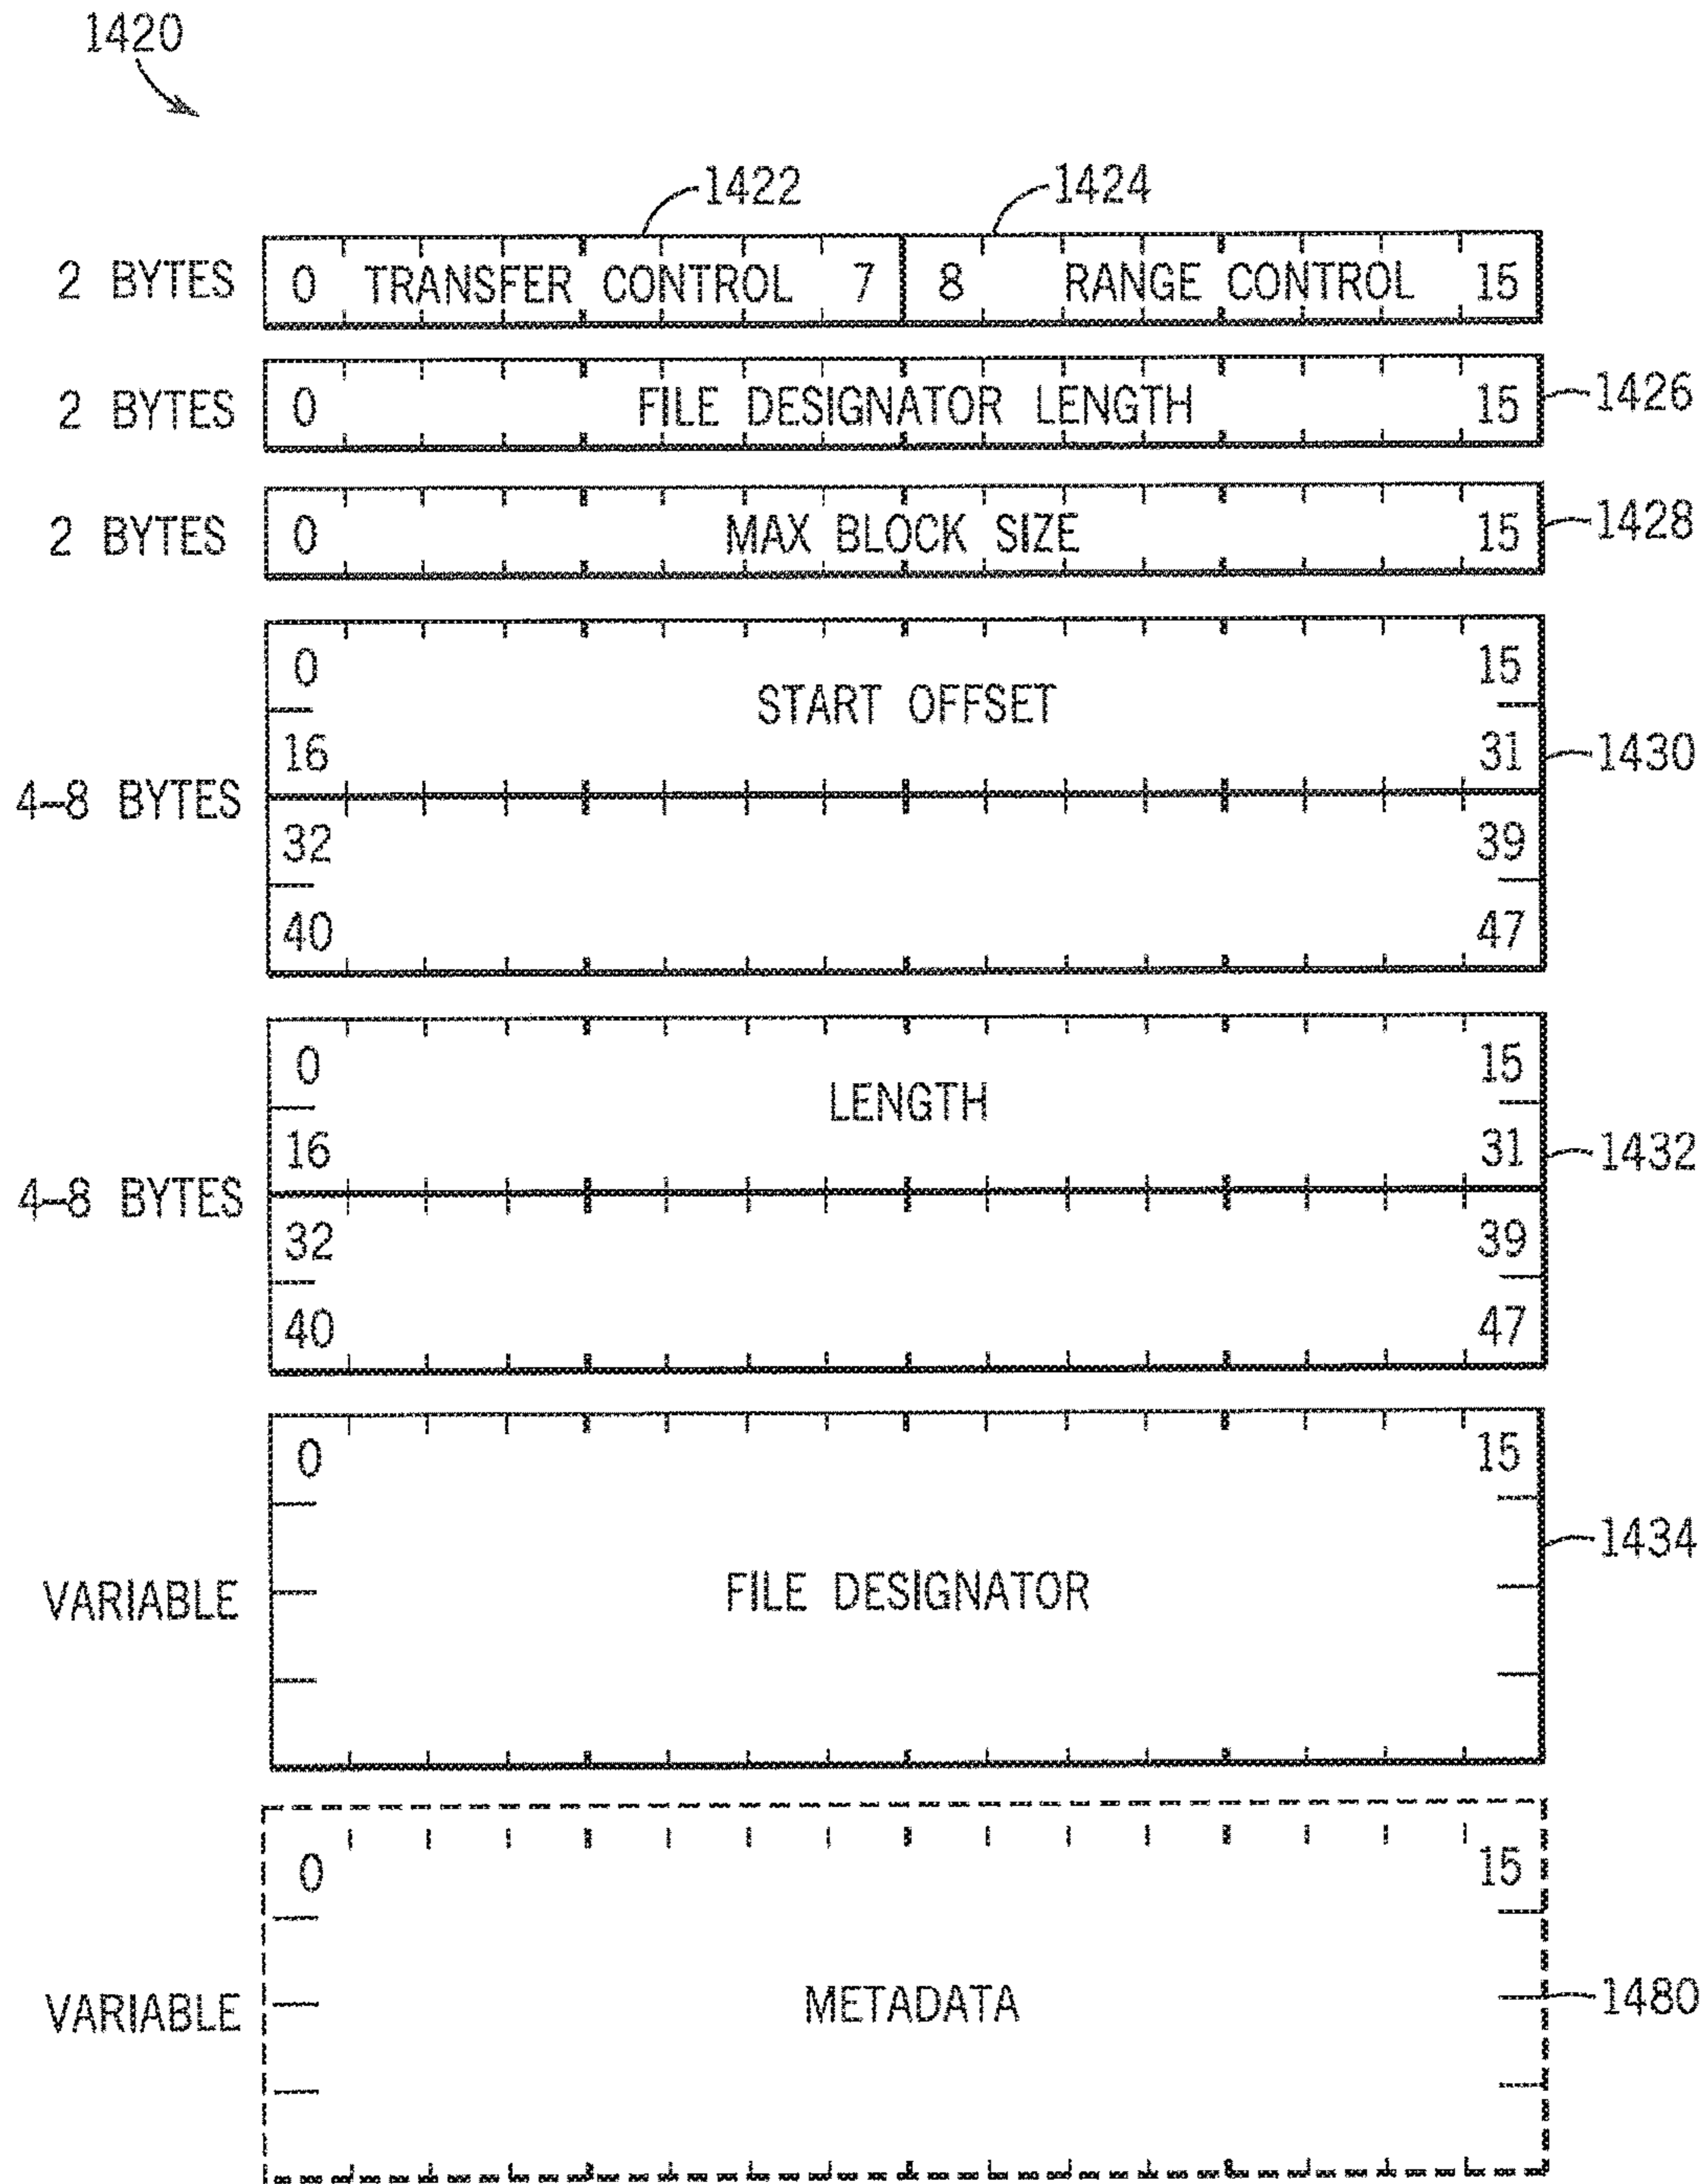 1420
1422 1424
2 BYTES 0 TRANSFER CONTROL 7 8 RANGE CONTROL 15
2 BYTES 0 FILE DESIGNATOR LENGTH 15 1426
2 BYTES 0 MAX BLOCK SIZE 15 1428
0 15
START OFFSET
16 31 1430
4-8 BYTES
32 39
40 47
0 15
LENGTH
16 31 1432
4-8 BYTES
32 39
40 47
0 15
1434
VARIABLE FILE DESIGNATOR
0 15
VARIABLE METADATA 1480